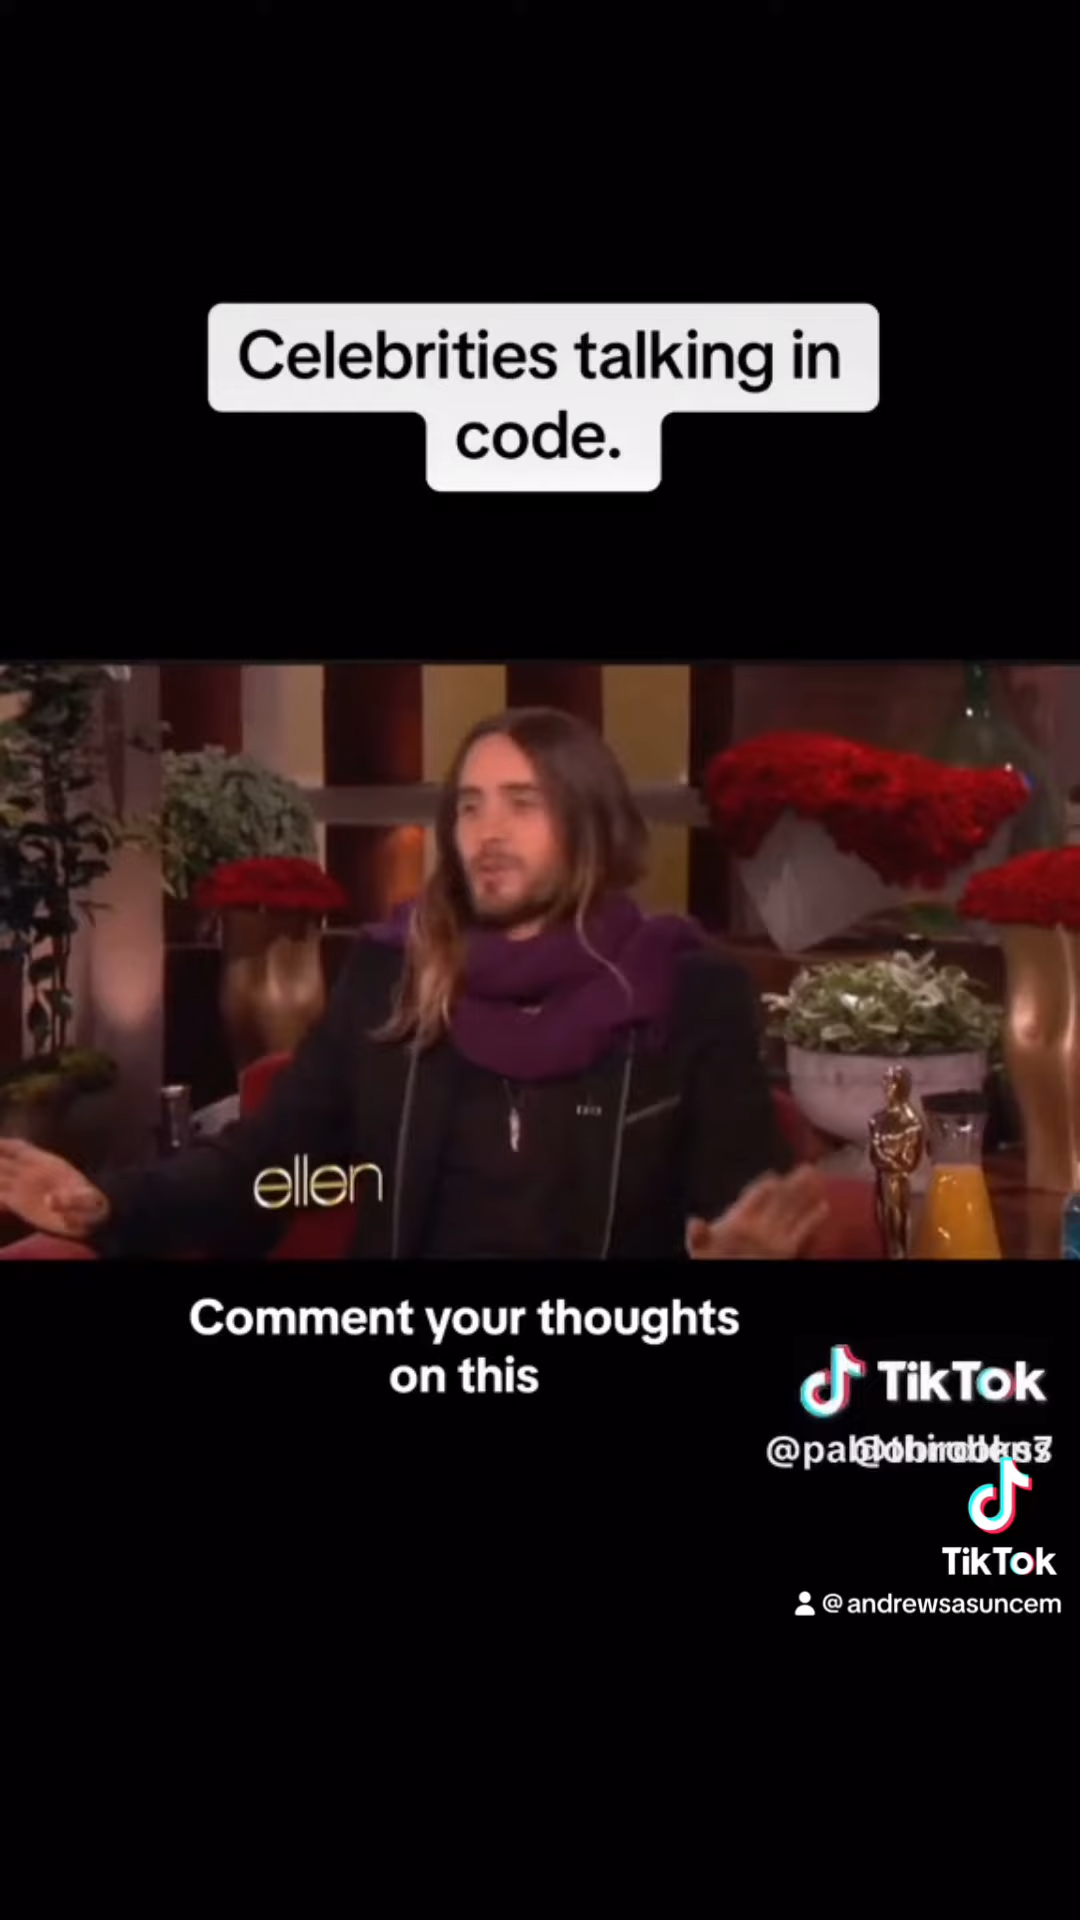 Celebrities talking in
code.
ellen
Comment your thoughts
on this
TikTok
TikTok
@andrewsasuncem